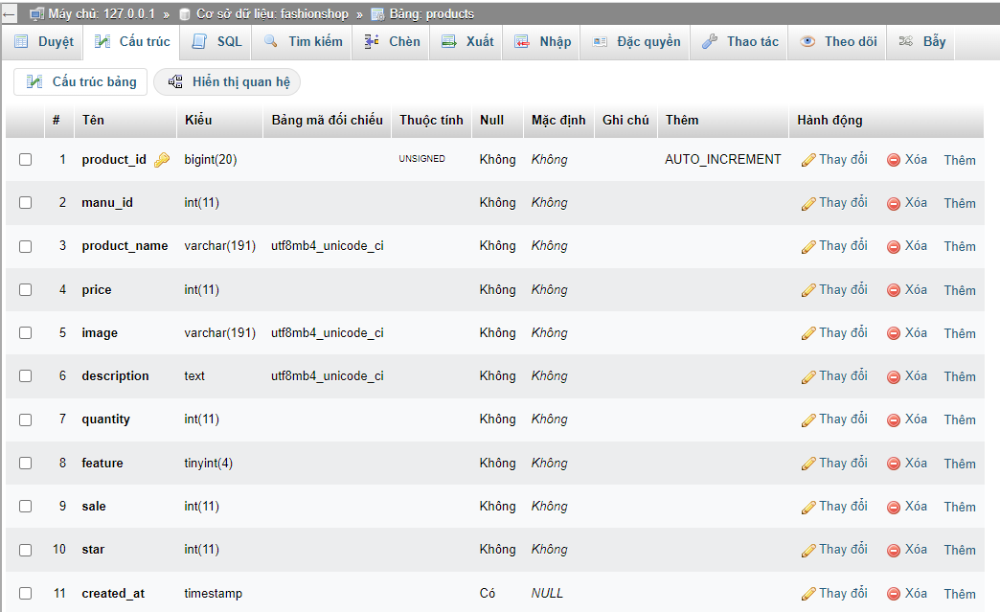 Máy chủ: 127.0.0.1 » Cơ sở dữ liệu: fashionshop » Bảng: products
Duyệt Cấu trúc SQL Tìm kiếm Chèn Xuất Nhập Đặc quyền Thao tác Theo dõi Bẫy
Cấu trúc bảng Hiển thị quan hệ
# Tên Kiểu Bảng mã đối chiếu Thuộc tính Null Mặc định Ghi chú Thêm Hành động
1 product_id bigint(20) UNSIGNED Không Không AUTO_INCREMENT Thay đổi Xóa Thêm
2 manu_id int(11) Không Không Thay đổi Xóa Thêm
3 product_name varchar(191) utf8mb4_unicode_ci Không Không Thay đổi Xóa Thêm
4 price int(11) Không Không Thay đổi Xóa Thêm
5 image varchar(191) utf8mb4_unicode_ci Không Không Thay đổi Xóa Thêm
6 description text utf8mb4_unicode_ci Không Không Thay đổi Xóa Thêm
7 quantity int(11) Không Không Thay đổi Xóa Thêm
8 feature tinyint(4) Không Không Thay đổi Xóa Thêm
9 sale int(11) Không Không Thay đổi Xóa Thêm
10 star int(11) Không Không Thay đổi Xóa Thêm
11 created_at timestamp Có NULL Thay đổi Xóa Thêm